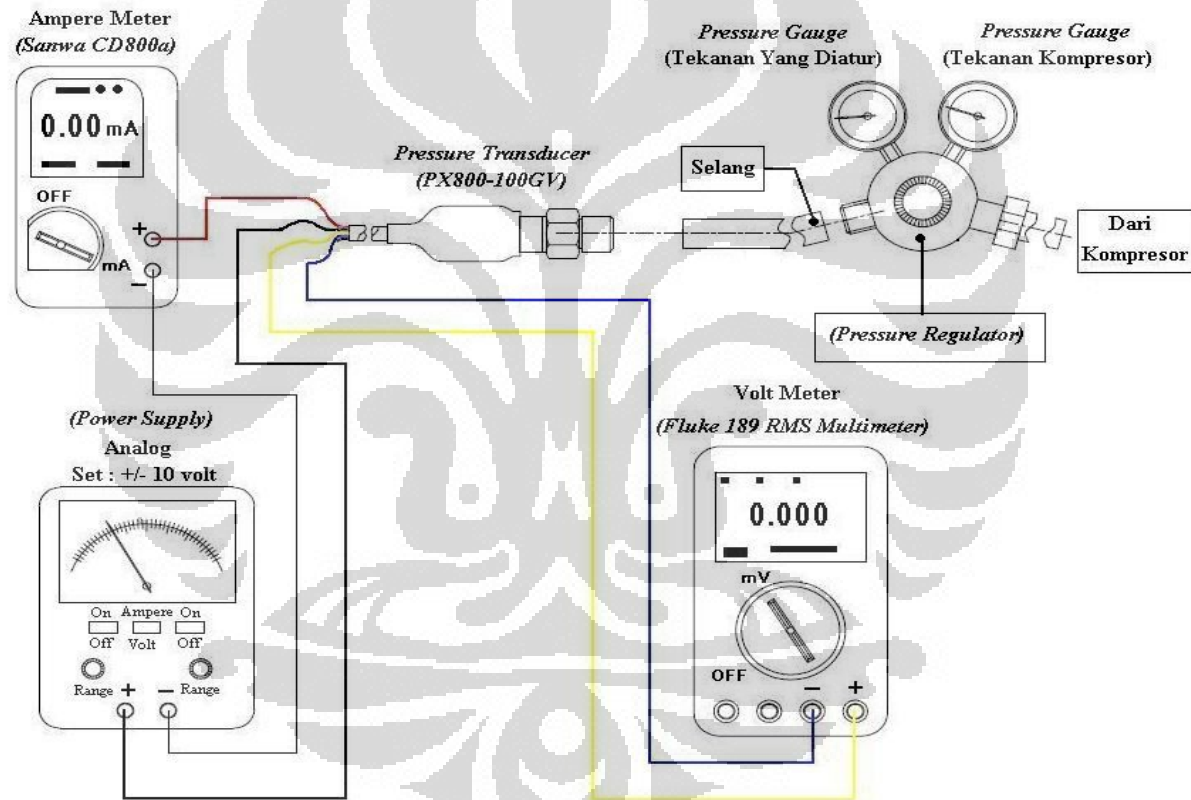 Ampere Meter
(Sanwa CD800a)
0.00 mA
OFF
+
mA
−
Pressure Transducer
(PX800-100GV)
Pressure Gauge
(Tekanan Yang Diatur)
Pressure Gauge
(Tekanan Kompresor)
Selang
Dari
Kompresor
(Pressure Regulator)
(Power Supply)
Analog
Set : +/- 10 volt
On Ampere On
Off Volt Off
Range + − Range
Volt Meter
(Fluke 189 RMS Multimeter)
0.000
mV
OFF
− +